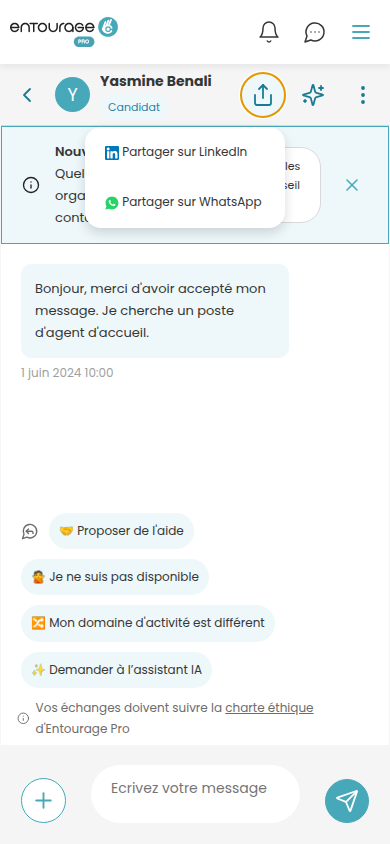 entourage
PRO
Y
Yasmine Benali
Candidat
Partager sur LinkedIn
Partager sur WhatsApp
Quel
orga
cont
les
Bonjour, merci d'avoir accepté mon
message. Je cherche un poste
d'agent d'accueil.
1 juin 2024 10:00
🤝 Proposer de l'aide
🙅 Je ne suis pas disponible
🔀 Mon domaine d'activité est différent
✨ Demander à l'assistant IA
Vos échanges doivent suivre la charte éthique
d'Entourage Pro
Ecrivez votre message